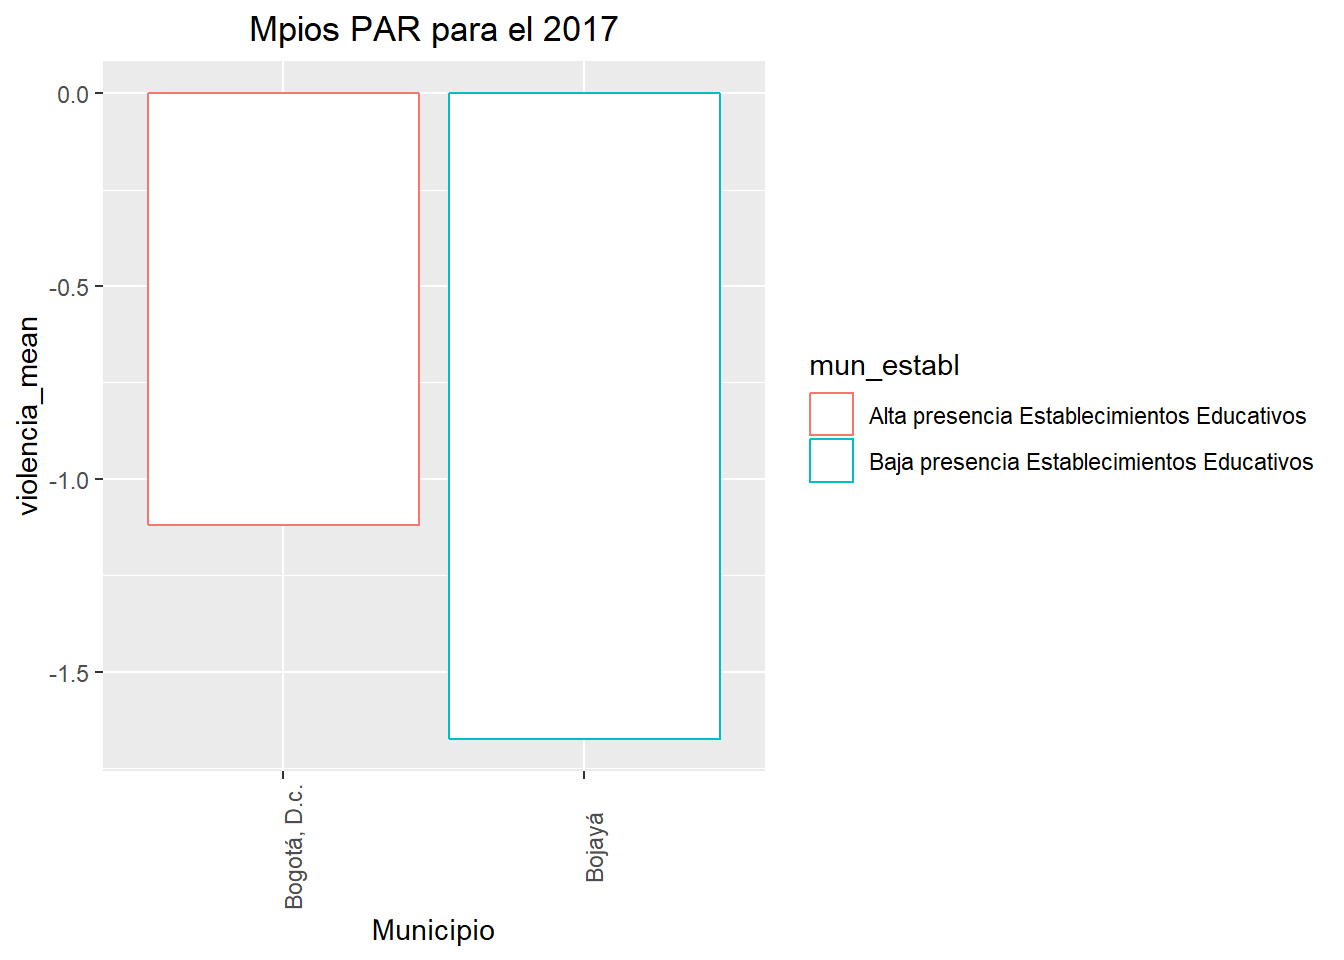 Mpios PAR para el 2017
0.0
-0.5
-1.0
-1.5
violencia_mean
Bogotá, D.c.
Bojayá
Municipio
mun_establ
Alta presencia Establecimientos Educativos
Baja presencia Establecimientos Educativos